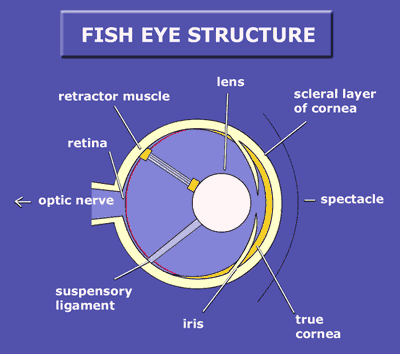 FISH EYE STRUCTURE
lens
retractor muscle
scleral layer
of cornea
retina
optic nerve
spectacle
suspensory
ligament
iris
true
cornea